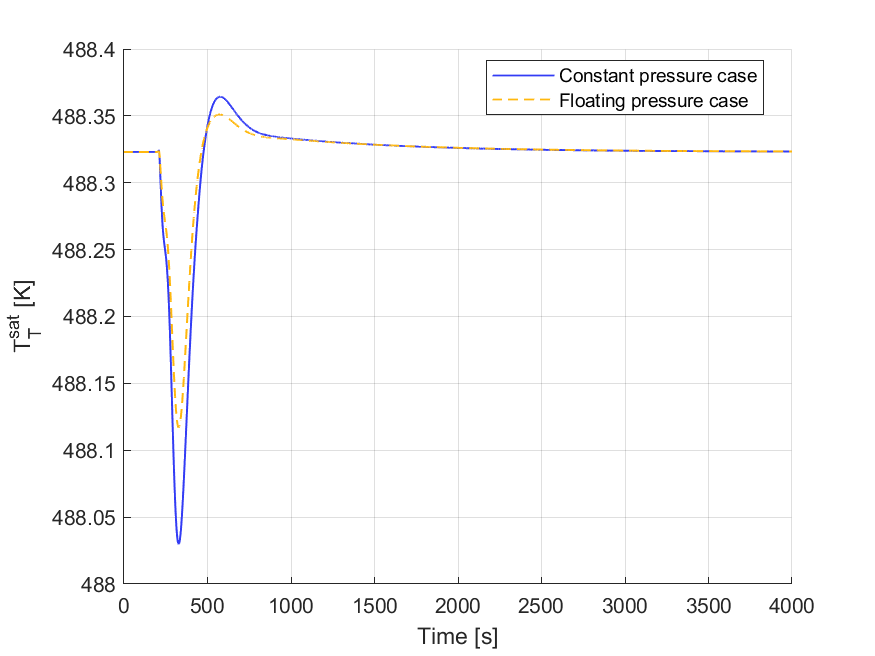 488.4
488.35
488.3
488.25
488.2
488.15
488.1
488.05
488
0 500 1000 1500 2000 2500 3000 3500 4000
Time [s]
T_T^sat [K]
Constant pressure case
Floating pressure case